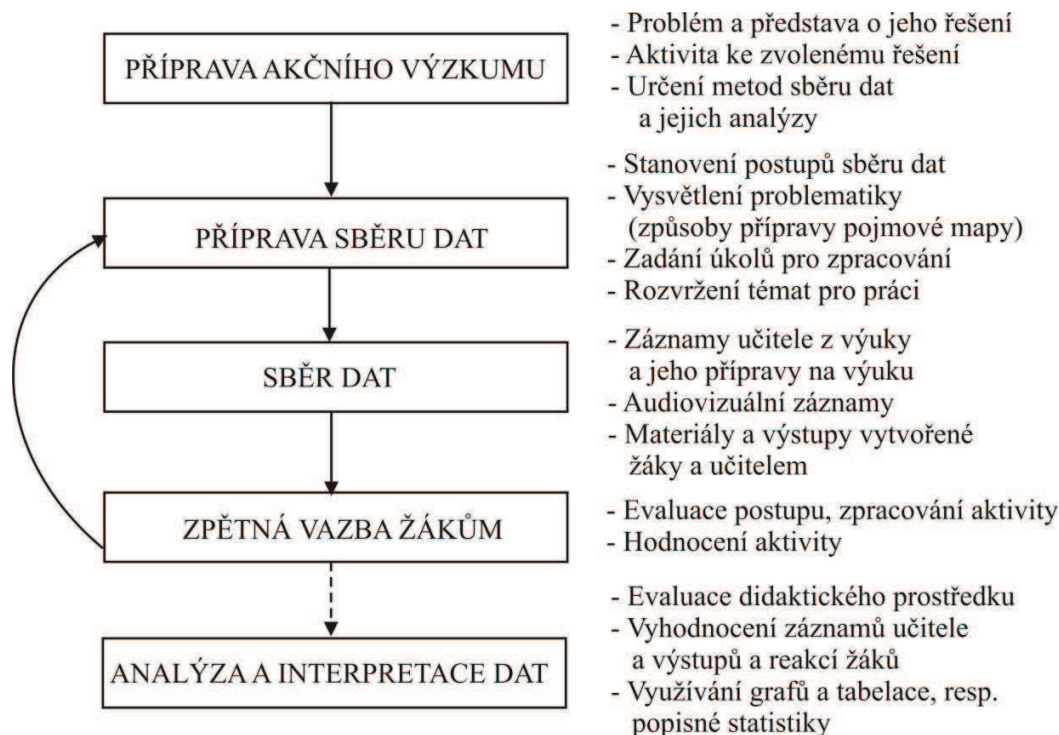 PŘÍPRAVA AKČNÍHO VÝZKUMU
- Problém a představa o jeho řešení
- Aktivita ke zvolenému řešení
- Určení metod sběru dat
a jejich analýzy
PŘÍPRAVA SBĚRU DAT
- Stanovení postupů sběru dat
- Vysvětlení problematiky
(způsoby přípravy pojmové mapy)
- Zadání úkolů pro zpracování
- Rozvržení témat pro práci
SBĚR DAT
- Záznamy učitele z výuky
a jeho přípravy na výuku
- Audiovizuální záznamy
- Materiály a výstupy vytvořené
žáky a učitelem
ZPĚTNÁ VAZBA ŽÁKŮM
- Evaluace postupu, zpracování aktivity
- Hodnocení aktivity
ANALÝZA A INTERPRETACE DAT
- Evaluace didaktického prostředku
- Vyhodnocení záznamů učitele
a výstupů a reakcí žáků
- Využívání grafů a tabelace, resp.
popisné statistiky